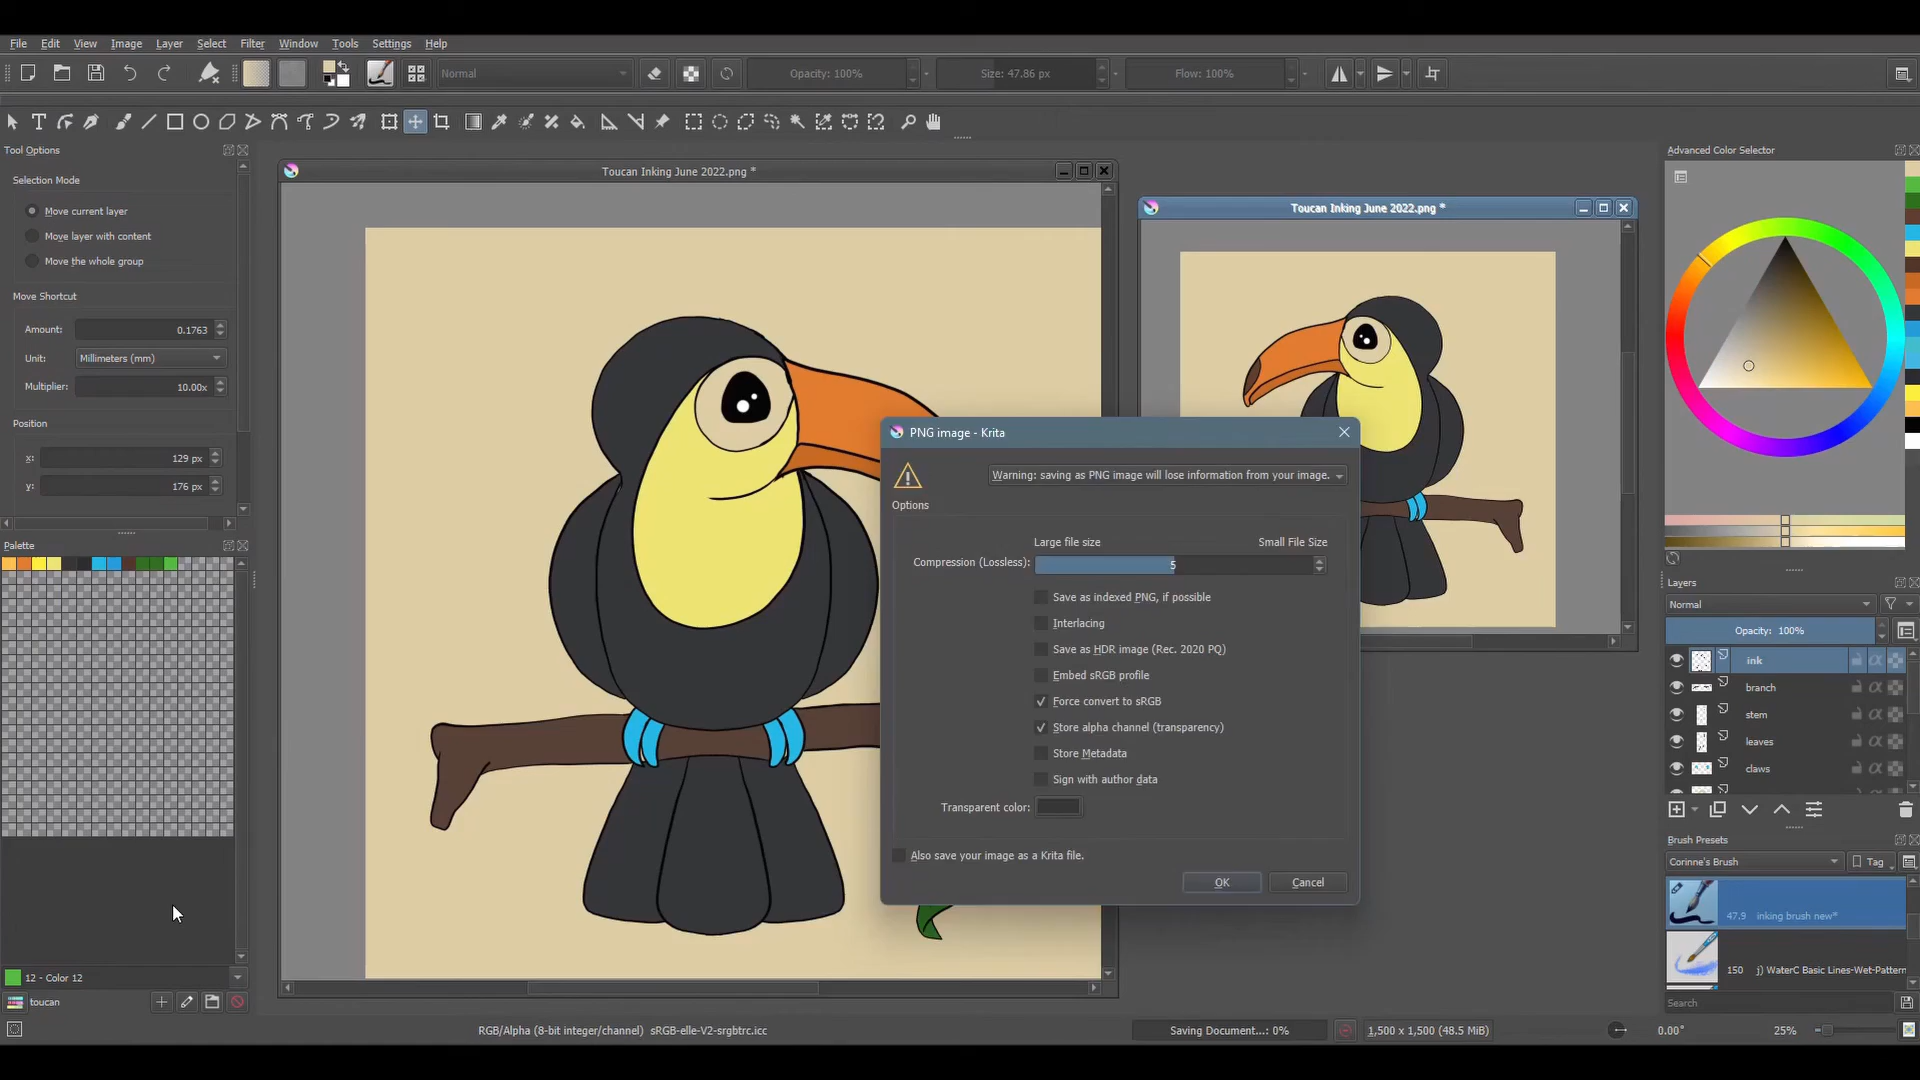 File Edit View Image Layer Select Filter Window Tools Settings Help
Normal Opacity: 100% Size: 47.86 px Flow: 100%
Tool Options
Selection Mode
Move current layer
Move layer with content
Move the whole group
Move Shortcut
Amount: 0.1763
Unit: Millimeters (mm)
Multiplier: 10.00x
Position
x: 129 px
y: 176 px
Palette
12 - Color 12
toucan
Toucan Inking June 2022.png *
Toucan Inking June 2022.png *
PNG image - Krita
Warning: saving as PNG image will lose information from your image.
Options
Large file size Small File Size
Compression (Lossless): 5
Save as indexed PNG, if possible
Interlacing
Save as HDR image (Rec. 2020 PQ)
Embed sRGB profile
Force convert to sRGB
Store alpha channel (transparency)
Store Metadata
Sign with author data
Transparent color:
Also save your image as a Krita file.
OK Cancel
Advanced Color Selector
Layers
Normal
Opacity: 100%
ink
branch
stem
leaves
claws
Brush Presets
Corinne's Brush Tag
47.9 inking brush new*
150 j) WaterC Basic Lines-Wet-Pattern
Search
RGB/Alpha (8-bit integer/channel) sRGB-elle-V2-srgbtrc.icc Saving Document...: 0% 1,500 x 1,500 (48.5 MiB) 0.00° 25%